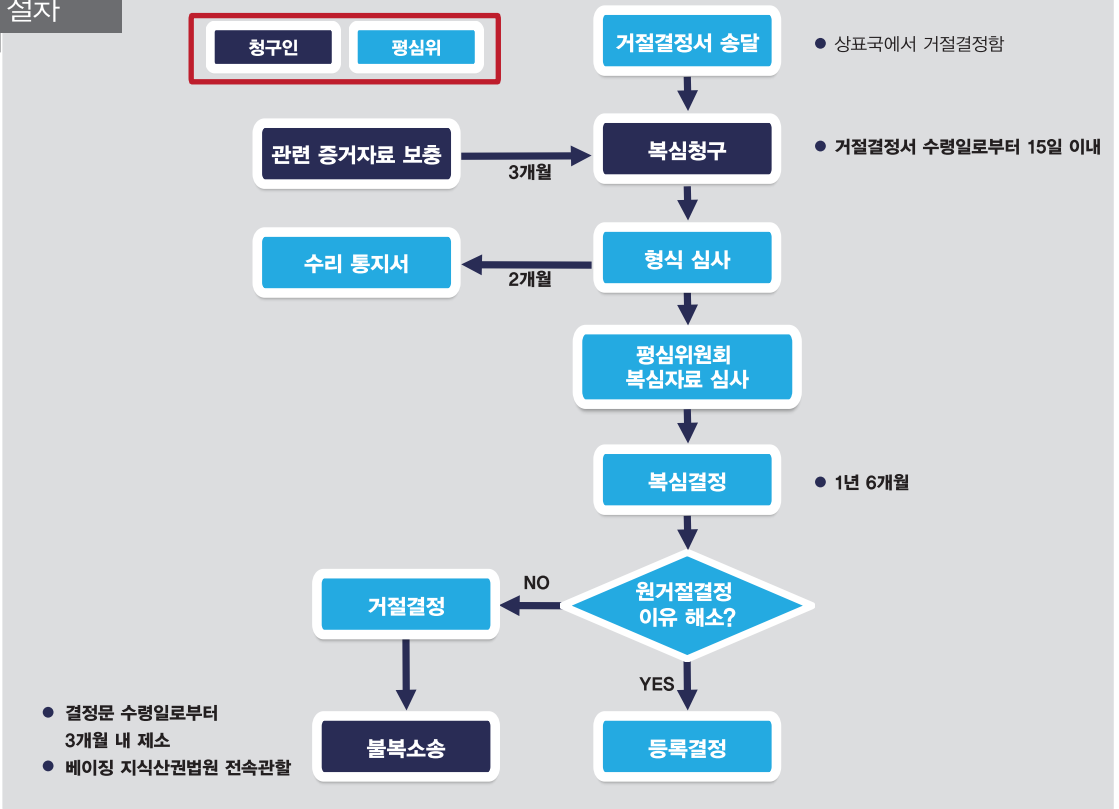 설자
청구인
평심위
거절결정서 송달
상표국에서 거절결정함
관련 증거자료 보충
3개월
복심청구
거절결정서 수령일로부터 15일 이내
수리 통지서
2개월
형식 심사
평심위원회
복심자료 심사
복심결정
1년 6개월
원거절결정
이유 해소?
NO
거절결정
YES
결정문 수령일로부터
3개월 내 제소
베이징 지식산권법원 전속관할
불복소송
등록결정